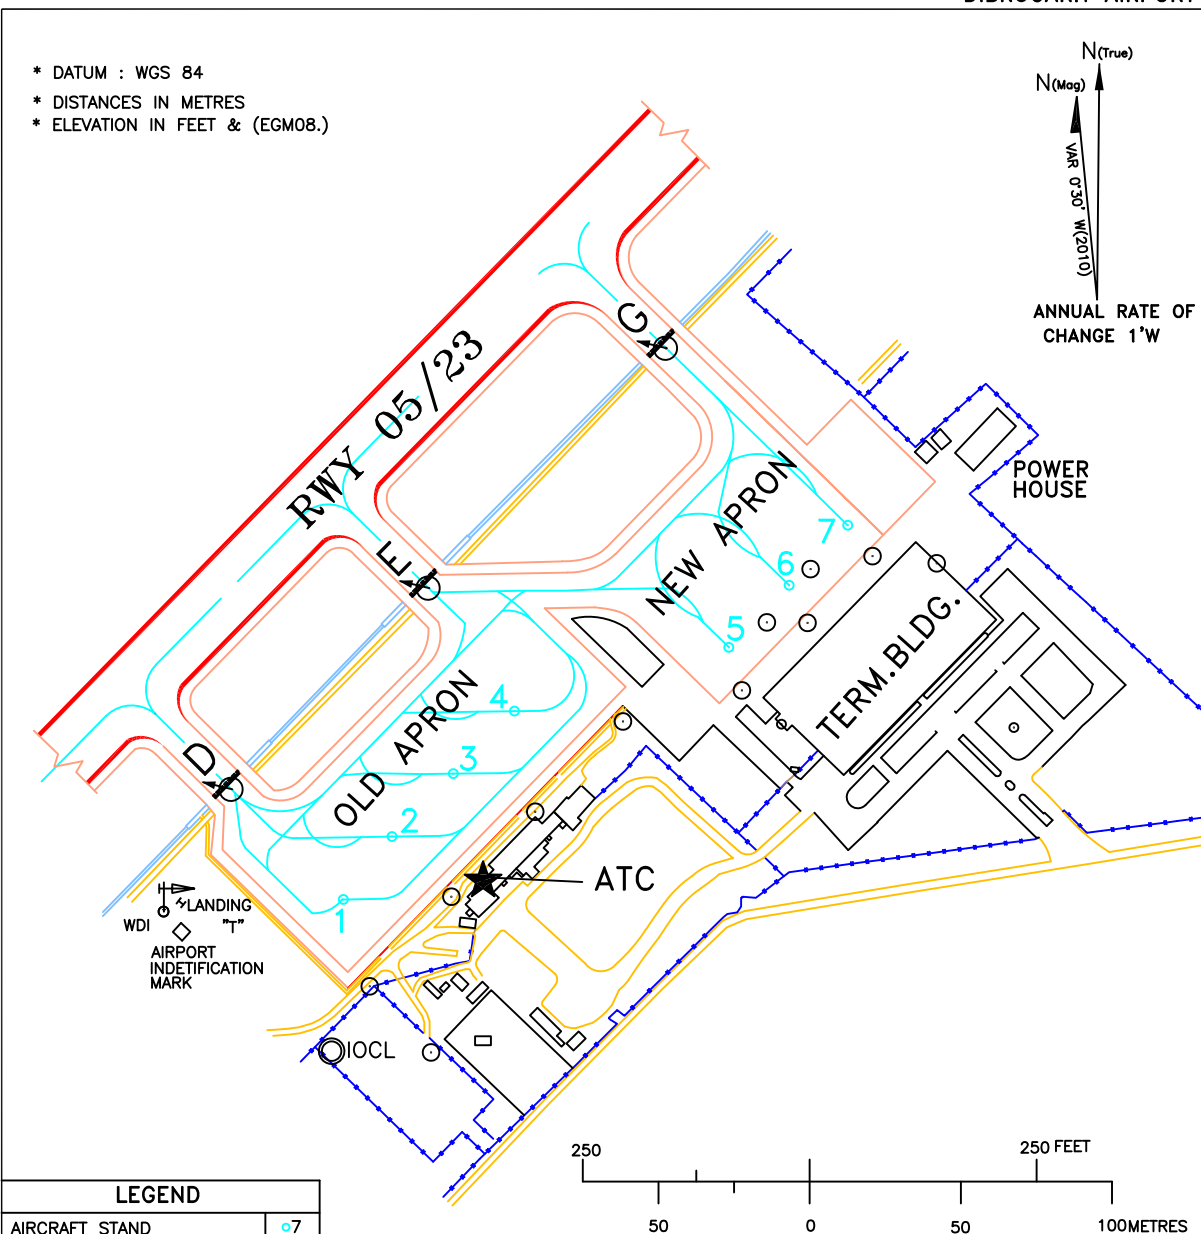 * DATUM : WGS 84
* DISTANCES IN METRES
* ELEVATION IN FEET & (EGM08.)
N(True)
N(Mag)
VAR 0°30' W(2010)
ANNUAL RATE OF
CHANGE 1'W
G
RWY 05/23
E
D
NEW APRON
7
6
5
OLD APRON
4
3
2
1
POWER
HOUSE
TERM.BLDG.
ATC
LANDING
"T"
WDI
AIRPORT
INDETIFICATION
MARK
IOCL
250
250 FEET
50
0
50
100METRES
LEGEND
AIRCRAFT STAND
7